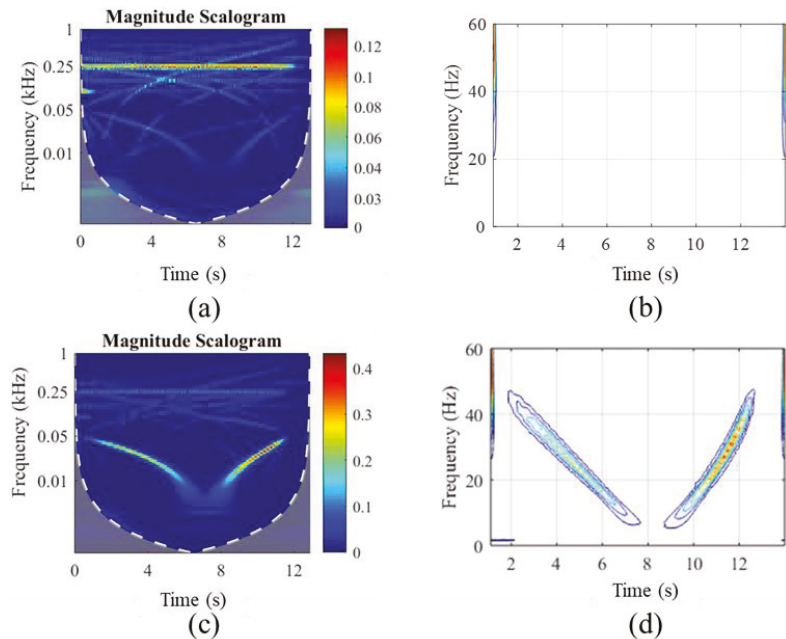 Magnitude Scalogram
1
0.25
0.05
0.01
Frequency (kHz)
0 4 8 12
Time (s)
0.12
0.1
0.08
0.06
0.04
0.03
0
(a)
60
40
20
0
Frequency (Hz)
2 4 6 8 10 12
Time (s)
(b)
Magnitude Scalogram
1
0.25
0.05
0.01
Frequency (kHz)
0 4 8 12
Time (s)
0.4
0.3
0.2
0.1
0
(c)
60
40
20
0
Frequency (Hz)
2 4 6 8 10 12
Time (s)
(d)